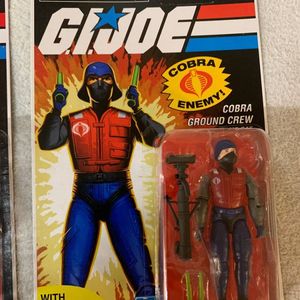 G.I.JOE
COBRA
ENEMY!
COBRA
GROUND CREW
WITH